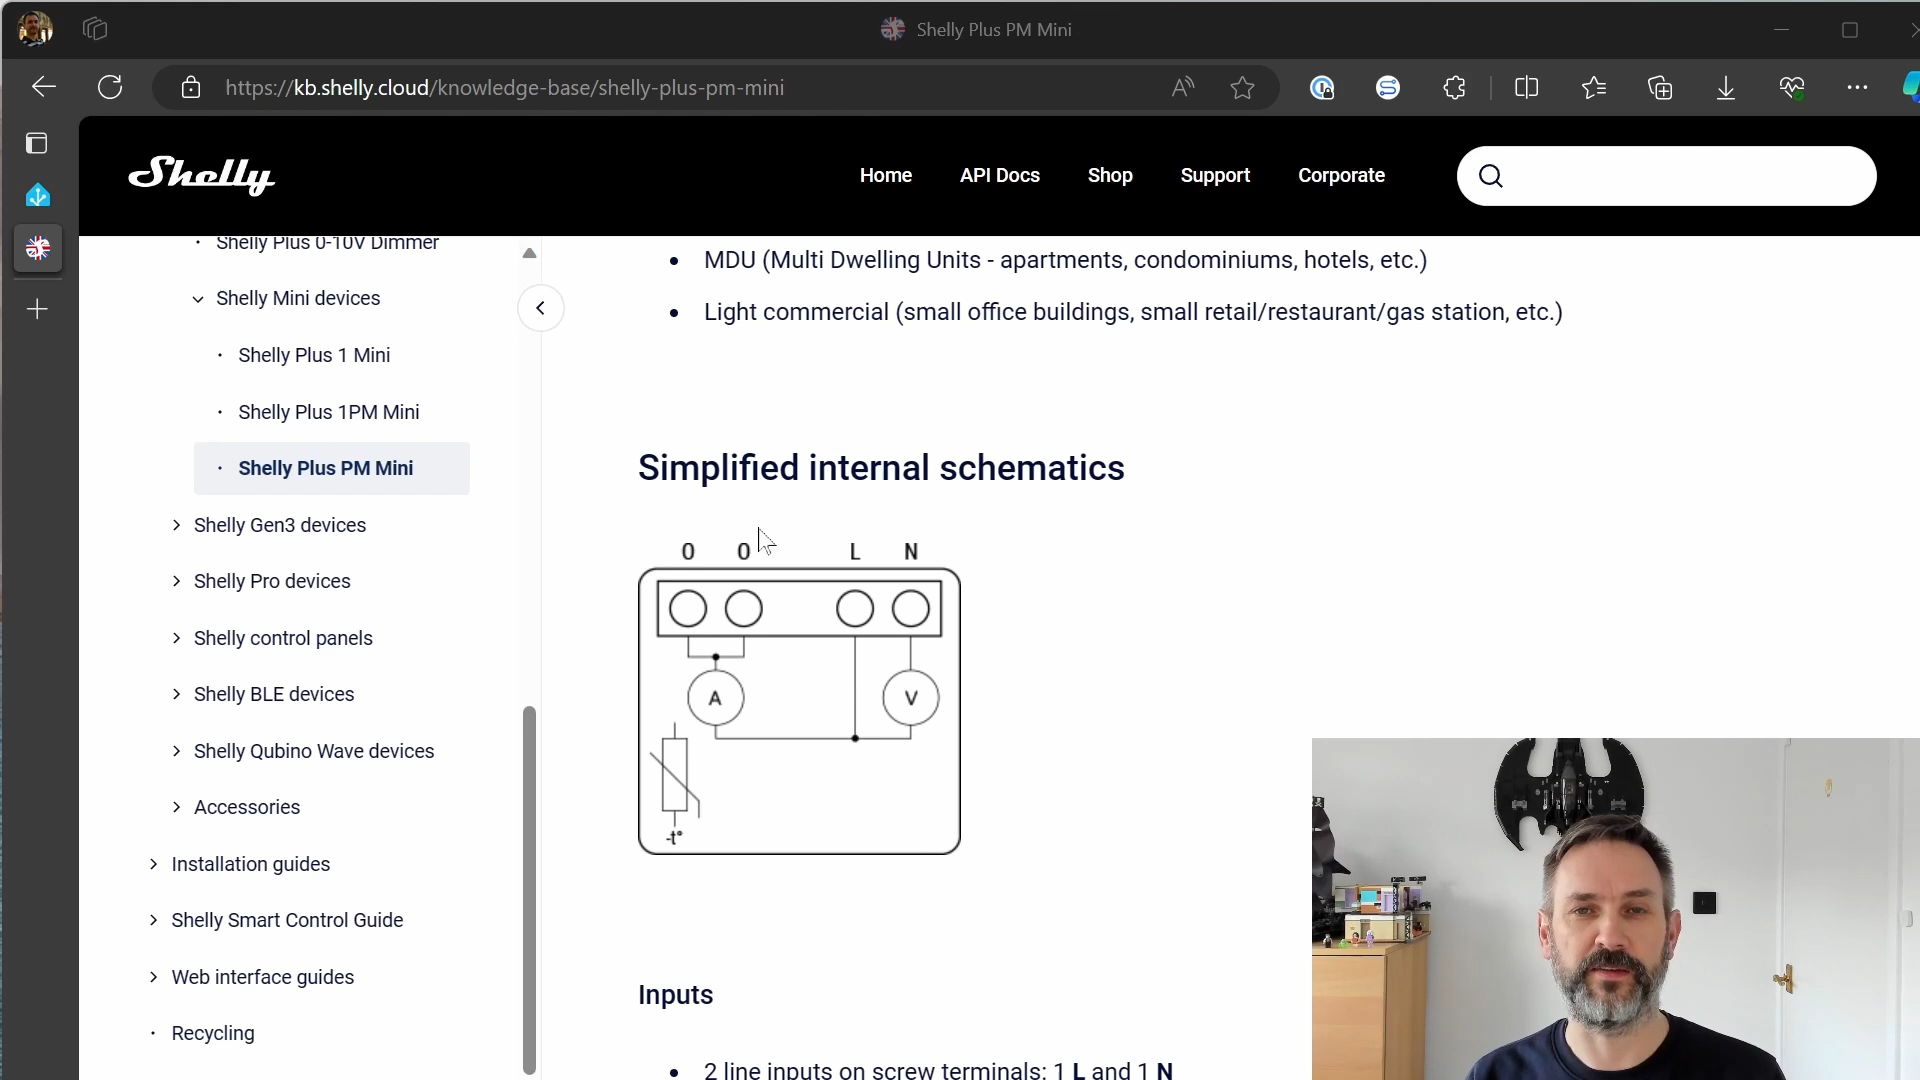 Shelly Plus PM Mini
https://kb.shelly.cloud/knowledge-base/shelly-plus-pm-mini
Shelly
Home
API Docs
Shop
Support
Corporate
Shelly Plus 0-10V Dimmer
Shelly Mini devices
Shelly Plus 1 Mini
Shelly Plus 1PM Mini
Shelly Plus PM Mini
Shelly Gen3 devices
Shelly Pro devices
Shelly control panels
Shelly BLE devices
Shelly Qubino Wave devices
Accessories
Installation guides
Shelly Smart Control Guide
Web interface guides
Recycling
MDU (Multi Dwelling Units - apartments, condominiums, hotels, etc.)
Light commercial (small office buildings, small retail/restaurant/gas station, etc.)
Simplified internal schematics
O O L N
A V
-t°
Inputs
2 line inputs on screw terminals: 1 L and 1 N